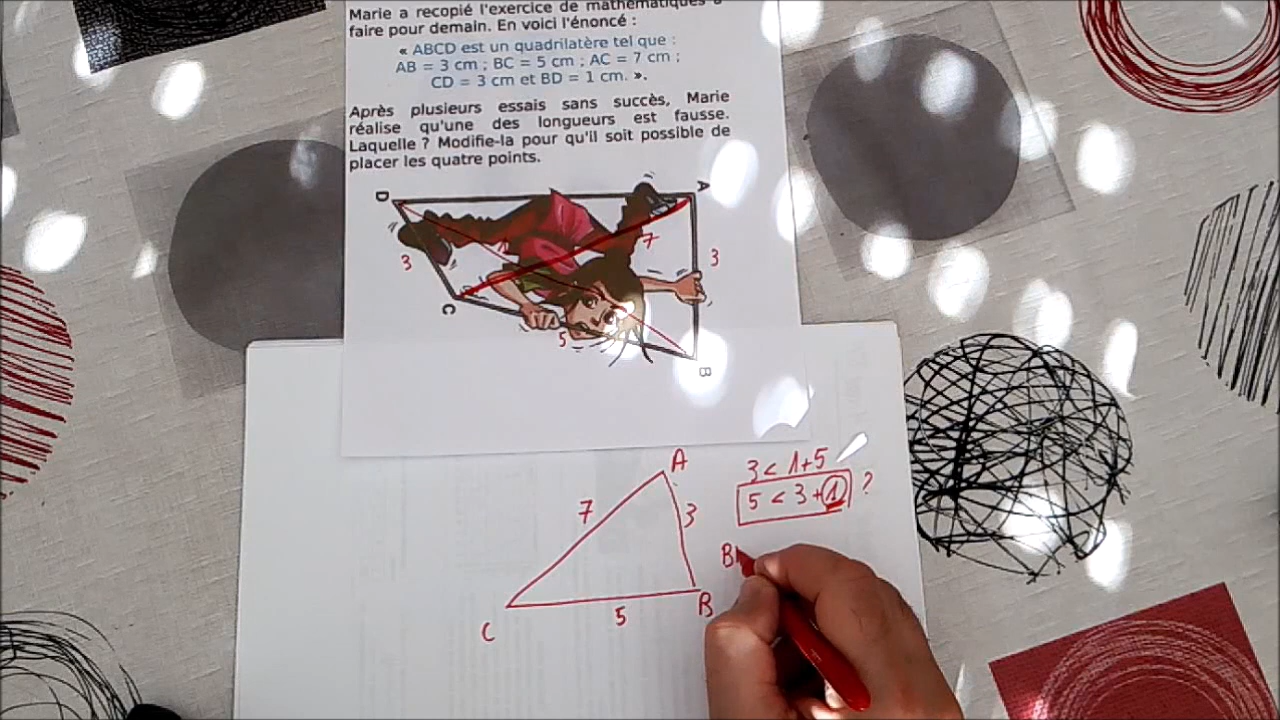 Marie a recopié l'exercice de mathématiques à
faire pour demain. En voici l'énoncé :
« ABCD est un quadrilatère tel que :
AB = 3 cm ; BC = 5 cm ; AC = 7 cm ;
CD = 3 cm et BD = 1 cm. ».
Après plusieurs essais sans succès, Marie
réalise qu'une des longueurs est fausse.
Laquelle ? Modifie-la pour qu'il soit possible de
placer les quatre points.
D
A
7
3
3
C
5
B
A
7
3
C
5
B
3 < 1+5
5 < 3+1 ?